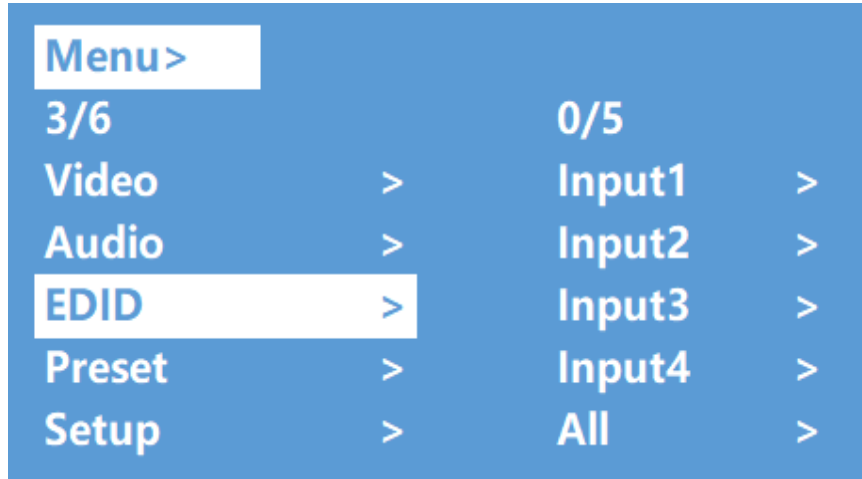 Menu>
3/6 0/5
Video > Input1 >
Audio > Input2 >
EDID > Input3 >
Preset > Input4 >
Setup > All >